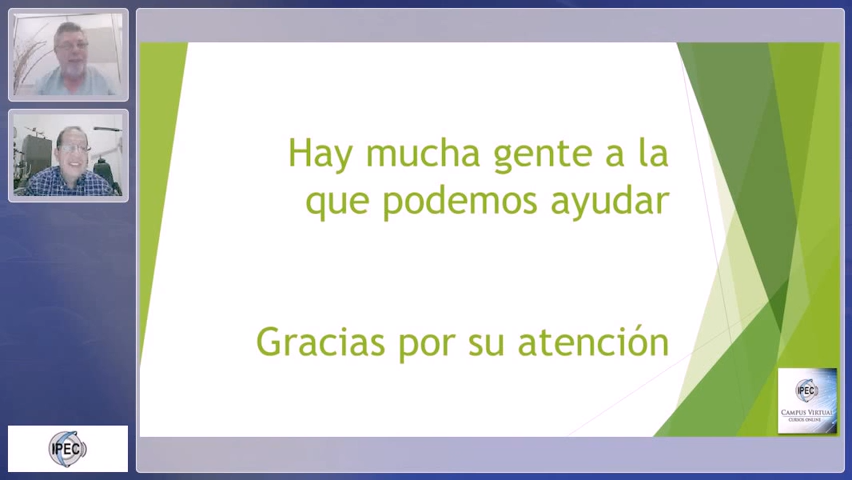 Hay mucha gente a la
que podemos ayudar
Gracias por su atención
IPEC
CAMPUS VIRTUAL
CURSOS ONLINE
IPEC